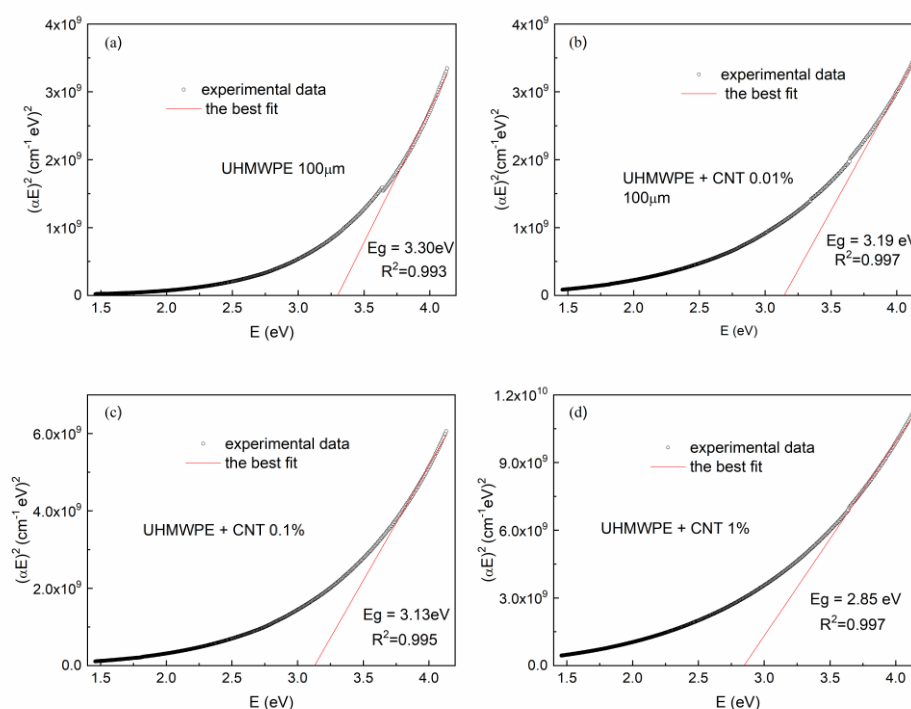 (a)
experimental data
the best fit
UHMWPE 100μm
Eg = 3.30eV
R²=0.993
4x10⁹
3x10⁹
2x10⁹
1x10⁹
0
(αE)² (cm⁻¹ eV)²
1.5 2.0 2.5 3.0 3.5 4.0
E (eV)
(b)
experimental data
the best fit
UHMWPE + CNT 0.01%
100μm
Eg = 3.19 eV
R²=0.997
4x10⁹
3x10⁹
2x10⁹
1x10⁹
0
(αE)² (cm⁻¹ eV)²
1.5 2.0 2.5 3.0 3.5 4.0
E (eV)
(c)
experimental data
the best fit
UHMWPE + CNT 0.1%
Eg = 3.13eV
R²=0.995
6.0x10⁹
4.0x10⁹
2.0x10⁹
0.0
(αE)² (cm⁻¹ eV)²
1.5 2.0 2.5 3.0 3.5 4.0
E (eV)
(d)
experimental data
the best fit
UHMWPE + CNT 1%
Eg = 2.85 eV
R²=0.997
1.2x10¹⁰
9.0x10⁹
6.0x10⁹
3.0x10⁹
0.0
(αE)² (cm⁻¹ eV)²
1.5 2.0 2.5 3.0 3.5 4.0
E (eV)